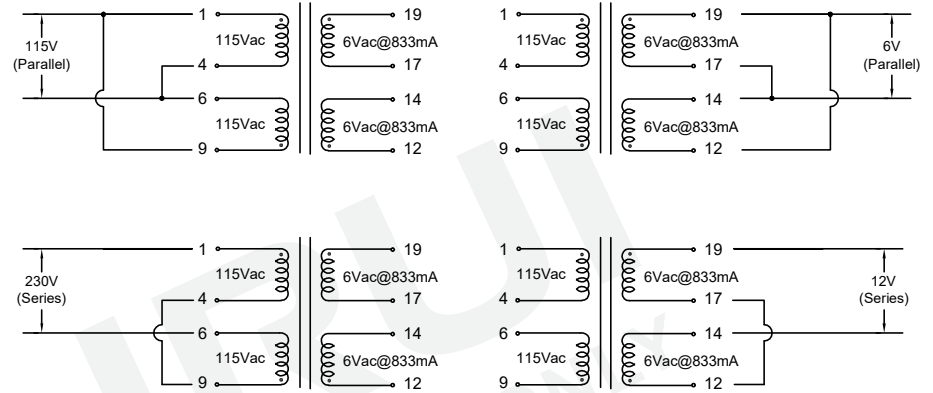 1 19 1 19
115V 115Vac 6Vac@833mA 115Vac 6Vac@833mA 6V
(Parallel) (Parallel)
4 17 4 17
6 14 6 14
115Vac 6Vac@833mA 115Vac 6Vac@833mA
9 12 9 12
1 19 1 19
230V 115Vac 6Vac@833mA 115Vac 6Vac@833mA 12V
(Series) (Series)
4 17 4 17
6 14 6 14
115Vac 6Vac@833mA 115Vac 6Vac@833mA
9 12 9 12